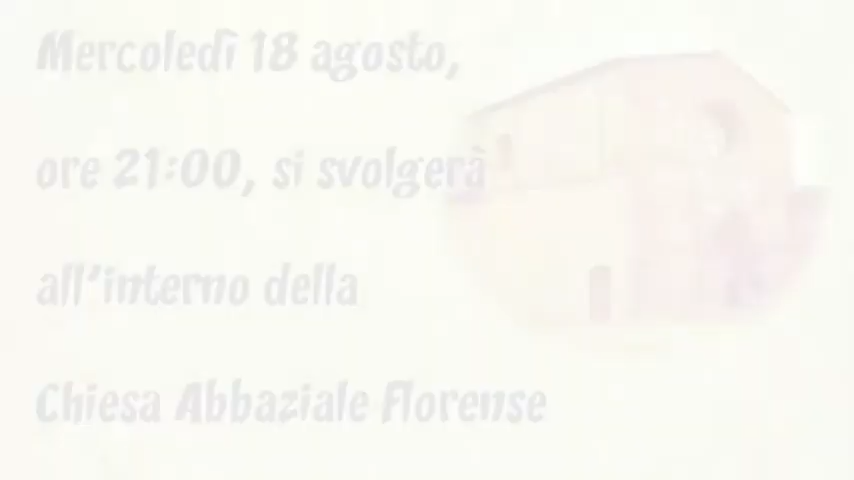 Mercoledì 18 agosto,
ore 21:00, si svolgerà
all'interno della
Chiesa Abbaziale Florense